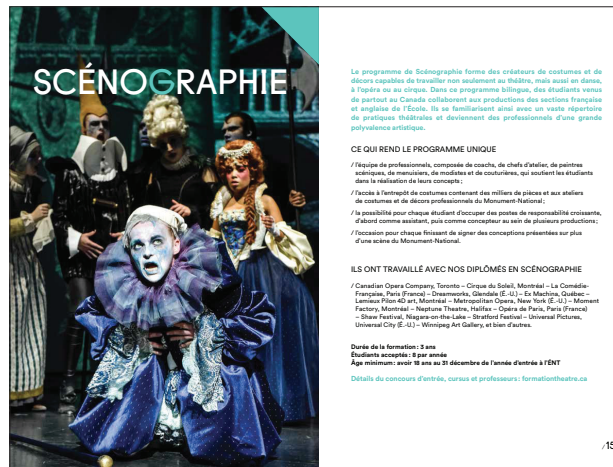 SCÉNOGRAPHIE
Le programme de Scénographie forme des créateurs de costumes et de
décors capables de travailler non seulement au théâtre, mais aussi en danse,
à l'opéra ou au cirque. Dans ce programme bilingue, des étudiants venus
de partout au Canada collaborent aux productions des sections française
et anglaise de l'École. Ils se familiarisent ainsi avec un vaste répertoire
de pratiques théâtrales et deviennent des professionnels d'une grande
polyvalence artistique.
CE QUI REND LE PROGRAMME UNIQUE
/ l'équipe de professionnels, composée de coachs, de chefs d'atelier, de peintres
scéniques, de menuisiers, de modistes et de couturières, qui soutient les étudiants
dans la réalisation de leurs concepts ;
/ l'accès à l'entrepôt de costumes contenant des milliers de pièces et aux ateliers
de costumes et de décors professionnels du Monument-National ;
/ la possibilité pour chaque étudiant d'occuper des postes de responsabilité croissante,
d'abord comme assistant, puis comme concepteur au sein de plusieurs productions ;
/ l'occasion pour chaque finissant de signer des conceptions présentées sur plus
d'une scène du Monument-National.
ILS ONT TRAVAILLÉ AVEC NOS DIPLÔMÉS EN SCÉNOGRAPHIE
/ Canadian Opera Company, Toronto – Cirque du Soleil, Montréal – La Comédie-
Française, Paris (France) – Dreamworks, Glendale (É.-U.) – Ex Machina, Québec –
Lemieux Pilon 4D art, Montréal – Metropolitan Opera, New York (É.-U.) – Moment
Factory, Montréal – Neptune Theatre, Halifax – Opéra de Paris, Paris (France)
– Shaw Festival, Niagara-on-the-Lake – Stratford Festival – Universal Pictures,
Universal City (É.-U.) – Winnipeg Art Gallery, et bien d'autres.
Durée de la formation : 3 ans
Étudiants acceptés : 8 par année
Âge minimum : avoir 18 ans au 31 décembre de l'année d'entrée à l'ÉNT
Détails du concours d'entrée, cursus et professeurs : formationtheatre.ca
/15